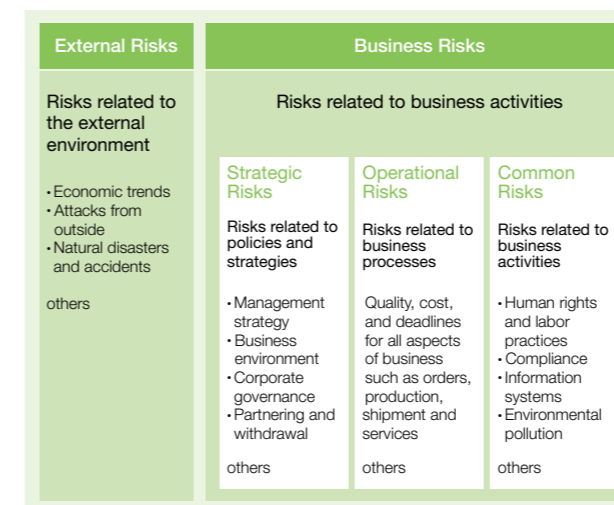 External Risks
Risks related to
the external
environment
・Economic trends
・Attacks from
outside
・Natural disasters
and accidents
others
Business Risks
Risks related to business activities
Strategic
Risks
Risks related to
policies and
strategies
・Management
strategy
・Business
environment
・Corporate
governance
・Partnering and
withdrawal
others
Operational
Risks
Risks related to
business
processes
Quality, cost,
and deadlines
for all aspects
of business
such as orders,
production,
shipment and
services
others
Common
Risks
Risks related to
business
activities
・Human rights
and labor
practices
・Compliance
・Information
systems
・Environmental
pollution
others